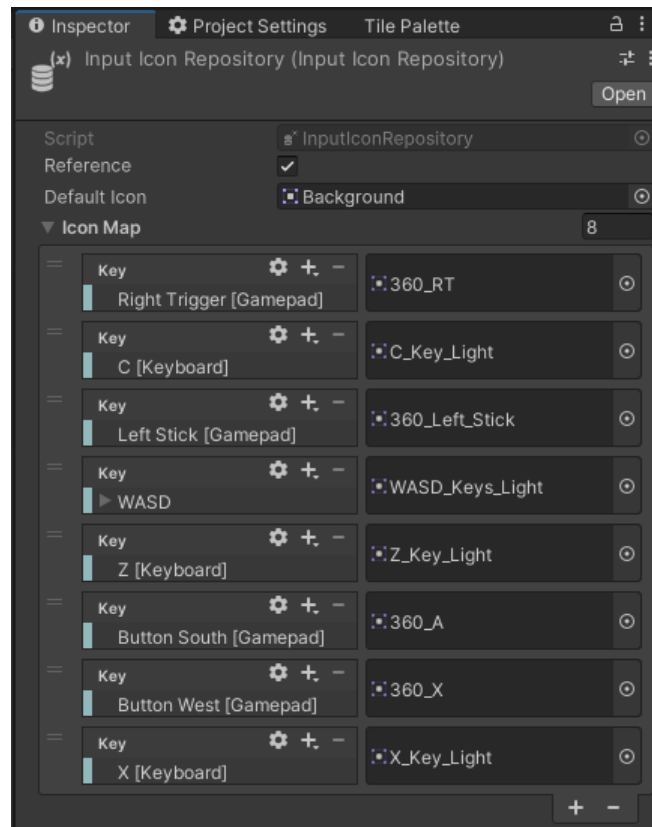 Inspector Project Settings Tile Palette
(x) Input Icon Repository (Input Icon Repository)
Open
Script InputIconRepository
Reference
Default Icon Background
Icon Map 8
Key
Right Trigger [Gamepad] 360_RT
Key
C [Keyboard] C_Key_Light
Key
Left Stick [Gamepad] 360_Left_Stick
Key
WASD WASD_Keys_Light
Key
Z [Keyboard] Z_Key_Light
Key
Button South [Gamepad] 360_A
Key
Button West [Gamepad] 360_X
Key
X [Keyboard] X_Key_Light